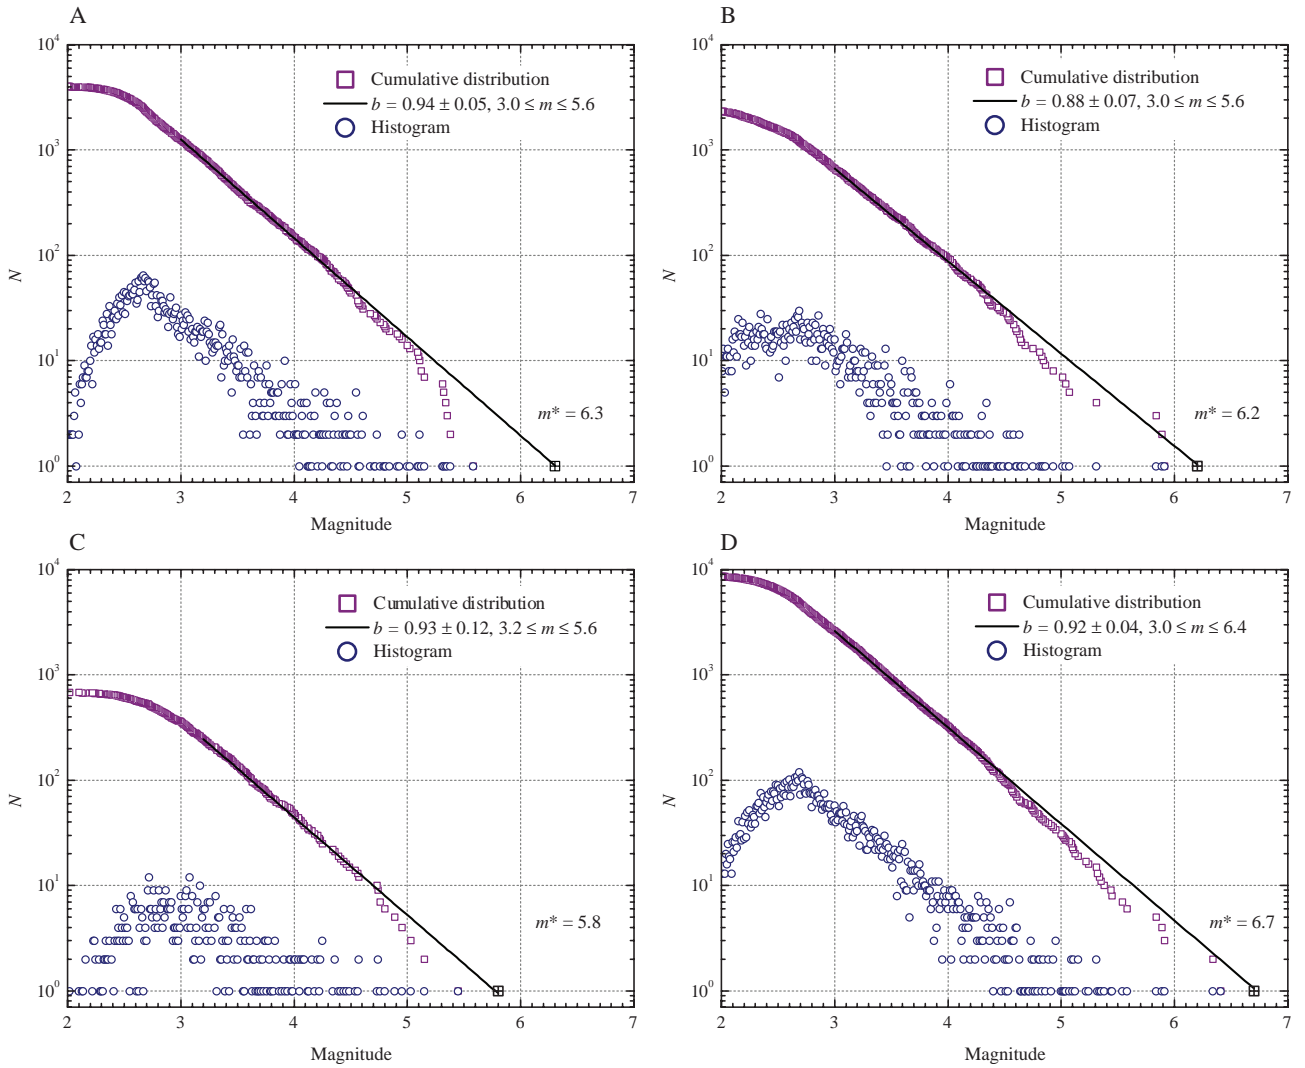 A
10^4
10^3
10^2
10^1
10^0
N
Cumulative distribution
b = 0.94 ± 0.05, 3.0 ≤ m ≤ 5.6
Histogram
m* = 6.3
2 3 4 5 6 7
Magnitude
B
10^4
10^3
10^2
10^1
10^0
N
Cumulative distribution
b = 0.88 ± 0.07, 3.0 ≤ m ≤ 5.6
Histogram
m* = 6.2
2 3 4 5 6 7
Magnitude
C
10^4
10^3
10^2
10^1
10^0
N
Cumulative distribution
b = 0.93 ± 0.12, 3.2 ≤ m ≤ 5.6
Histogram
m* = 5.8
2 3 4 5 6 7
Magnitude
D
10^4
10^3
10^2
10^1
10^0
N
Cumulative distribution
b = 0.92 ± 0.04, 3.0 ≤ m ≤ 6.4
Histogram
m* = 6.7
2 3 4 5 6 7
Magnitude